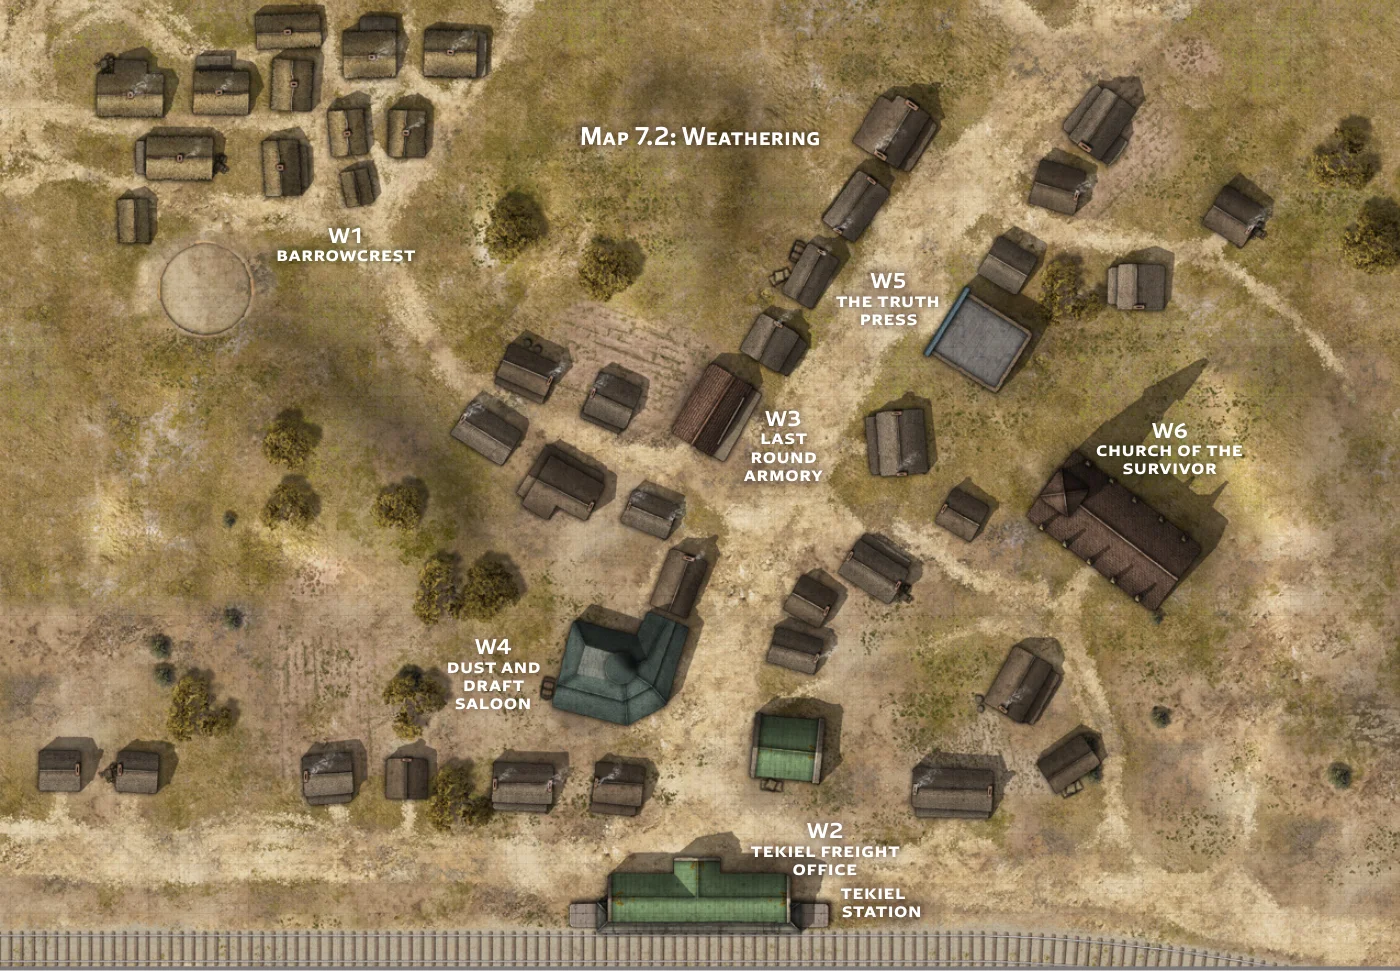 Map 7.2: Weathering
W1
BARROWCREST
W5
THE TRUTH
PRESS
W3
LAST
ROUND
ARMORY
W6
CHURCH OF THE
SURVIVOR
W4
DUST AND
DRAFT
SALOON
W2
TEKIEL FREIGHT
OFFICE
TEKIEL
STATION